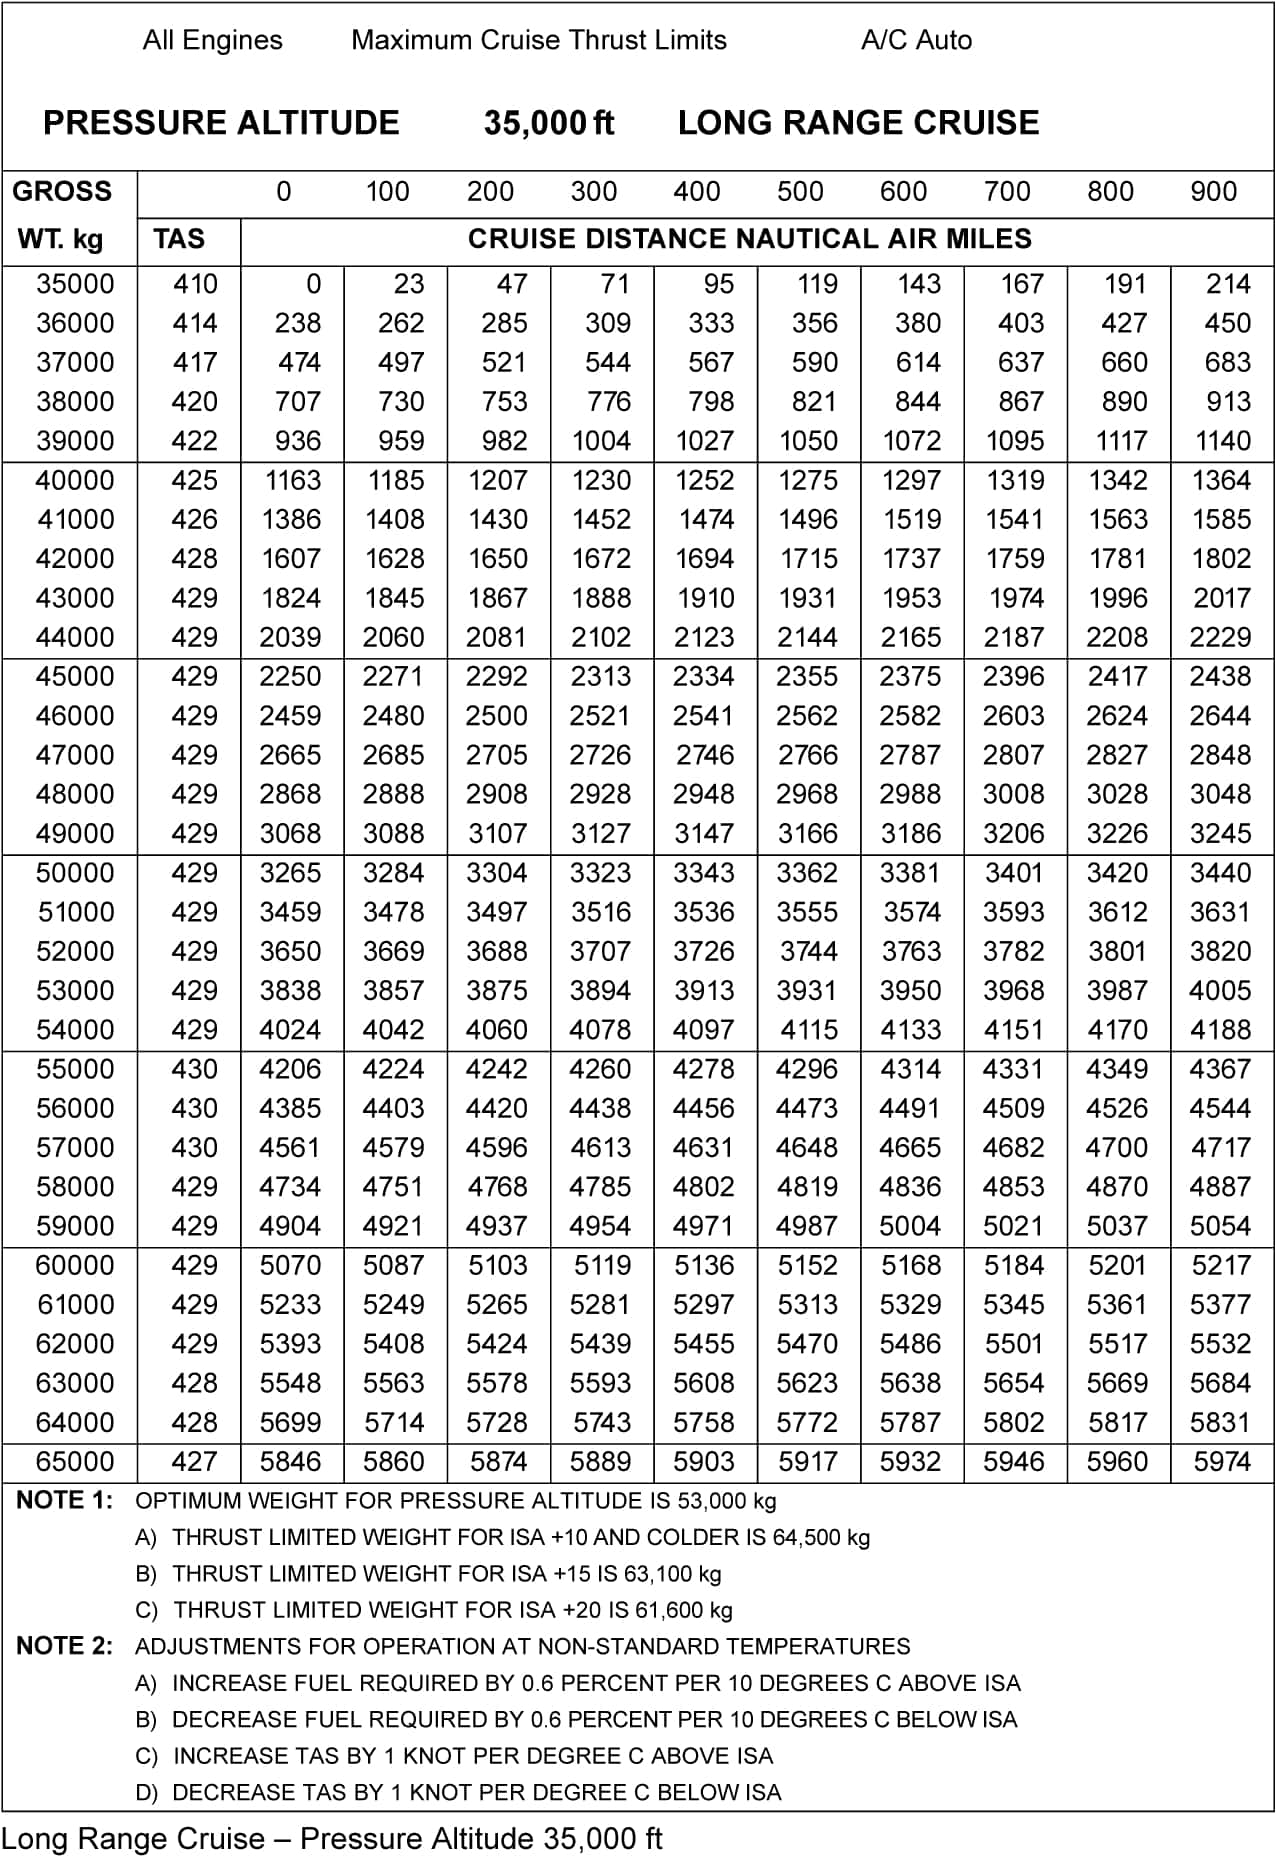 All Engines Maximum Cruise Thrust Limits A/C Auto
PRESSURE ALTITUDE 35,000 ft LONG RANGE CRUISE
GROSS 0 100 200 300 400 500 600 700 800 900
WT. kg TAS CRUISE DISTANCE NAUTICAL AIR MILES
35000 410 0 23 47 71 95 119 143 167 191 214
36000 414 238 262 285 309 333 356 380 403 427 450
37000 417 474 497 521 544 567 590 614 637 660 683
38000 420 707 730 753 776 798 821 844 867 890 913
39000 422 936 959 982 1004 1027 1050 1072 1095 1117 1140
40000 425 1163 1185 1207 1230 1252 1275 1297 1319 1342 1364
41000 426 1386 1408 1430 1452 1474 1496 1519 1541 1563 1585
42000 428 1607 1628 1650 1672 1694 1715 1737 1759 1781 1802
43000 429 1824 1845 1867 1888 1910 1931 1953 1974 1996 2017
44000 429 2039 2060 2081 2102 2123 2144 2165 2187 2208 2229
45000 429 2250 2271 2292 2313 2334 2355 2375 2396 2417 2438
46000 429 2459 2480 2500 2521 2541 2562 2582 2603 2624 2644
47000 429 2665 2685 2705 2726 2746 2766 2787 2807 2827 2848
48000 429 2868 2888 2908 2928 2948 2968 2988 3008 3028 3048
49000 429 3068 3088 3107 3127 3147 3166 3186 3206 3226 3245
50000 429 3265 3284 3304 3323 3343 3362 3381 3401 3420 3440
51000 429 3459 3478 3497 3516 3536 3555 3574 3593 3612 3631
52000 429 3650 3669 3688 3707 3726 3744 3763 3782 3801 3820
53000 429 3838 3857 3875 3894 3913 3931 3950 3968 3987 4005
54000 429 4024 4042 4060 4078 4097 4115 4133 4151 4170 4188
55000 430 4206 4224 4242 4260 4278 4296 4314 4331 4349 4367
56000 430 4385 4403 4420 4438 4456 4473 4491 4509 4526 4544
57000 430 4561 4579 4596 4613 4631 4648 4665 4682 4700 4717
58000 429 4734 4751 4768 4785 4802 4819 4836 4853 4870 4887
59000 429 4904 4921 4937 4954 4971 4987 5004 5021 5037 5054
60000 429 5070 5087 5103 5119 5136 5152 5168 5184 5201 5217
61000 429 5233 5249 5265 5281 5297 5313 5329 5345 5361 5377
62000 429 5393 5408 5424 5439 5455 5470 5486 5501 5517 5532
63000 428 5548 5563 5578 5593 5608 5623 5638 5654 5669 5684
64000 428 5699 5714 5728 5743 5758 5772 5787 5802 5817 5831
65000 427 5846 5860 5874 5889 5903 5917 5932 5946 5960 5974
NOTE 1: OPTIMUM WEIGHT FOR PRESSURE ALTITUDE IS 53,000 kg
A) THRUST LIMITED WEIGHT FOR ISA +10 AND COLDER IS 64,500 kg
B) THRUST LIMITED WEIGHT FOR ISA +15 IS 63,100 kg
C) THRUST LIMITED WEIGHT FOR ISA +20 IS 61,600 kg
NOTE 2: ADJUSTMENTS FOR OPERATION AT NON-STANDARD TEMPERATURES
A) INCREASE FUEL REQUIRED BY 0.6 PERCENT PER 10 DEGREES C ABOVE ISA
B) DECREASE FUEL REQUIRED BY 0.6 PERCENT PER 10 DEGREES C BELOW ISA
C) INCREASE TAS BY 1 KNOT PER DEGREE C ABOVE ISA
D) DECREASE TAS BY 1 KNOT PER DEGREE C BELOW ISA
Long Range Cruise – Pressure Altitude 35,000 ft